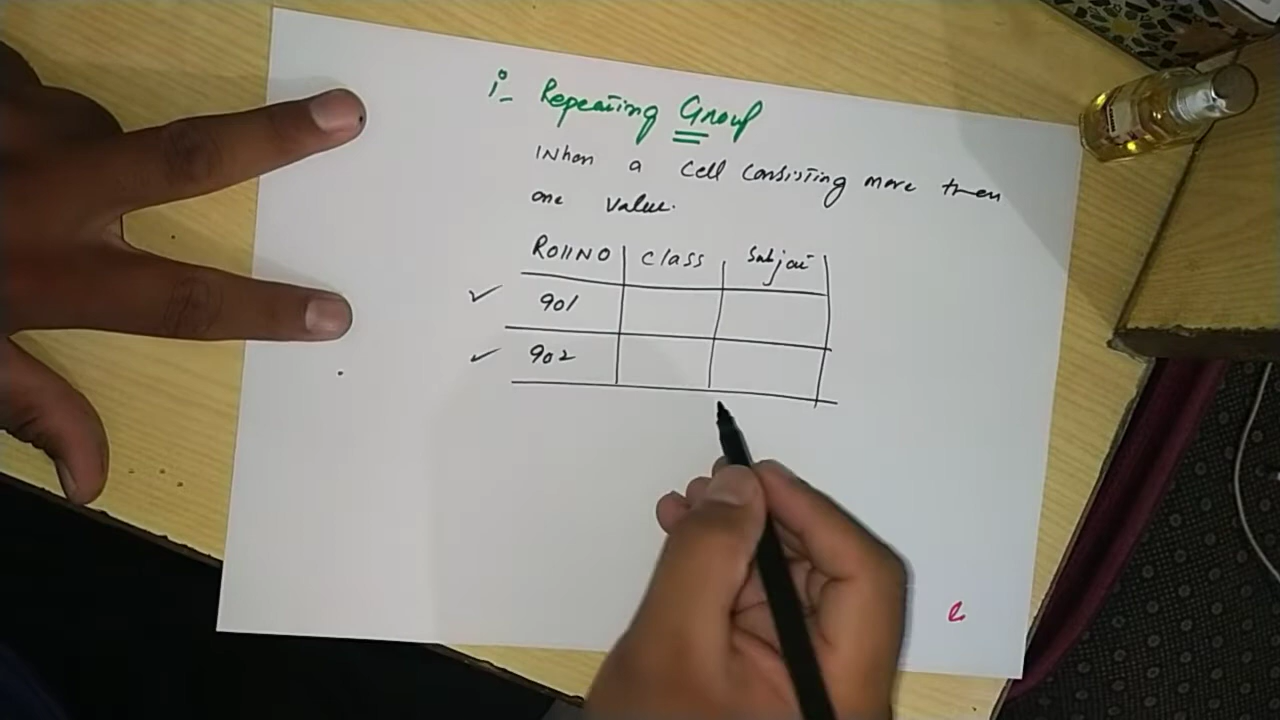 i- Repeating Group
When a cell consisting more then
one value.
RollNO class Subject
901
902
e